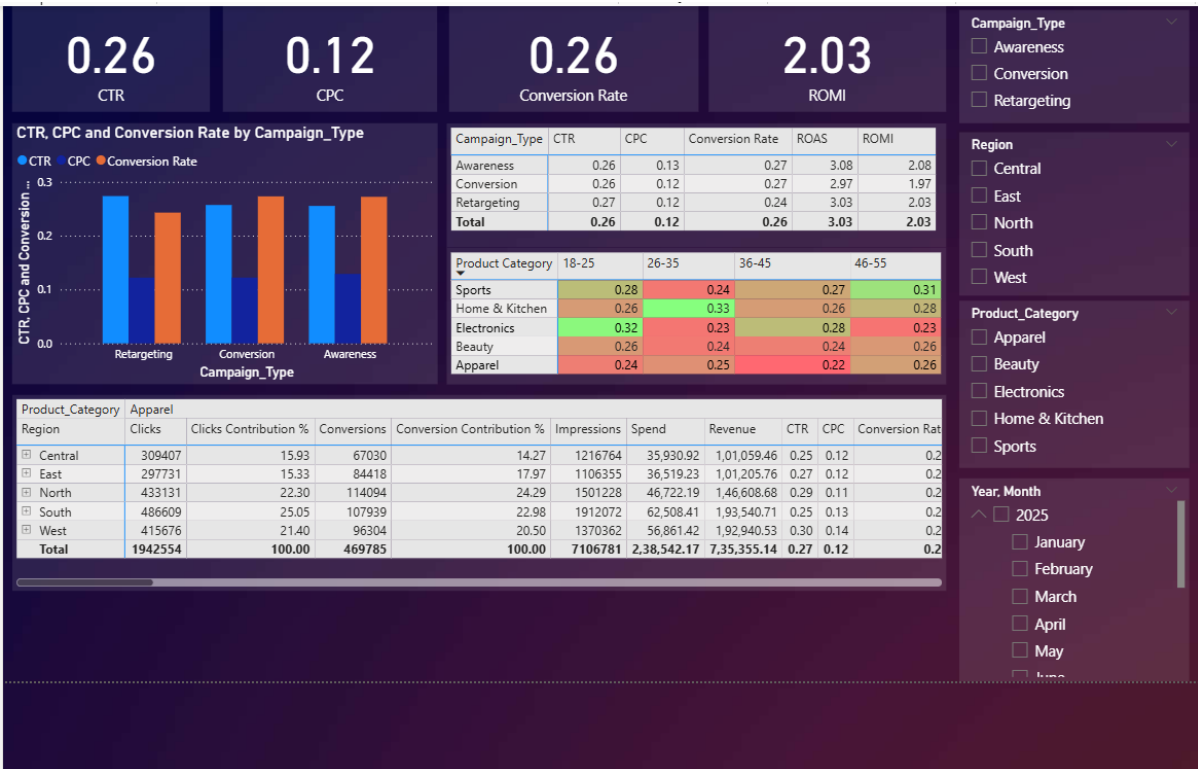 0.26 0.12 0.26 2.03
CTR CPC Conversion Rate ROMI
CTR, CPC and Conversion Rate by Campaign_Type
CTR CPC Conversion Rate
CTR, CPC and Conversion ...
0.3
0.2
0.1
0.0
Retargeting Conversion Awareness
Campaign_Type
Campaign_Type CTR CPC Conversion Rate ROAS ROMI
Awareness 0.26 0.13 0.27 3.08 2.08
Conversion 0.26 0.12 0.27 2.97 1.97
Retargeting 0.27 0.12 0.24 3.03 2.03
Total 0.26 0.12 0.26 3.03 2.03
Product Category 18-25 26-35 36-45 46-55
Sports 0.28 0.24 0.27 0.31
Home & Kitchen 0.26 0.33 0.26 0.28
Electronics 0.32 0.23 0.28 0.23
Beauty 0.26 0.24 0.24 0.26
Apparel 0.24 0.25 0.22 0.26
Product_Category Apparel
Region Clicks Clicks Contribution % Conversions Conversion Contribution % Impressions Spend Revenue CTR CPC Conversion Rat
Central 309407 15.93 67030 14.27 1216764 35,930.92 1,01,059.46 0.25 0.12 0.2
East 297731 15.33 84418 17.97 1106355 36,519.23 1,01,205.76 0.27 0.12 0.2
North 433131 22.30 114094 24.29 1501228 46,722.19 1,46,608.68 0.29 0.11 0.2
South 486609 25.05 107939 22.98 1912072 62,508.41 1,93,540.71 0.25 0.13 0.2
West 415676 21.40 96304 20.50 1370362 56,861.42 1,92,940.53 0.30 0.14 0.2
Total 1942554 100.00 469785 100.00 7106781 2,38,542.17 7,35,355.14 0.27 0.12 0.2
Campaign_Type
Awareness
Conversion
Retargeting
Region
Central
East
North
South
West
Product_Category
Apparel
Beauty
Electronics
Home & Kitchen
Sports
Year, Month
2025
January
February
March
April
May
June